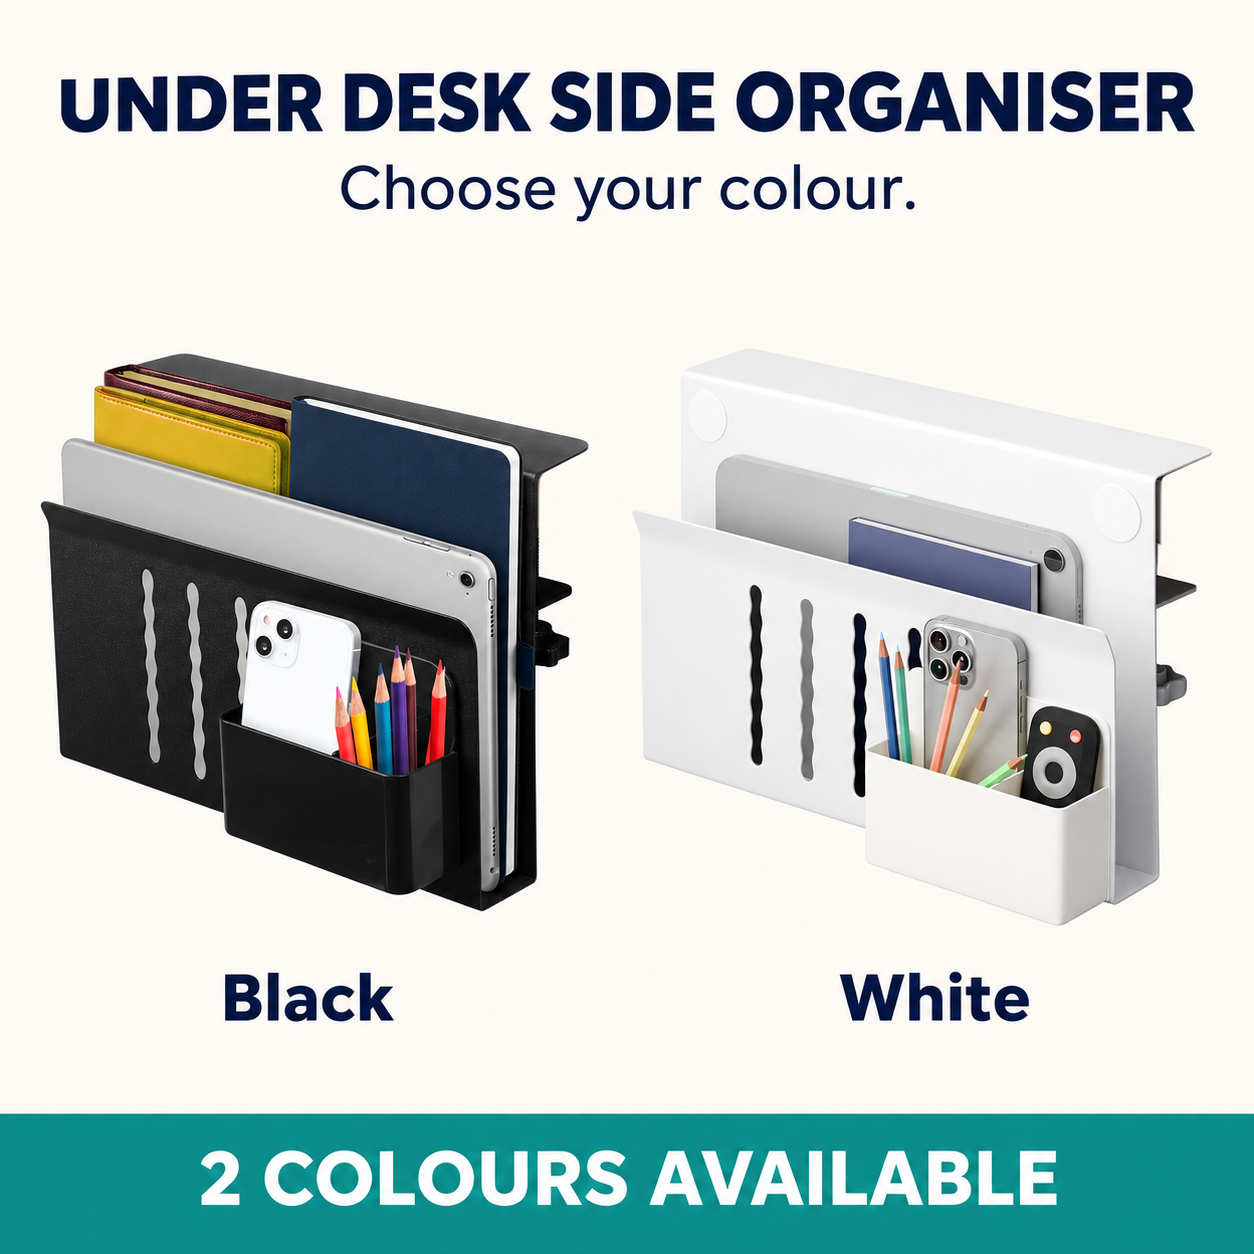 UNDER DESK SIDE ORGANISER
Choose your colour.
Black
White
2 COLOURS AVAILABLE